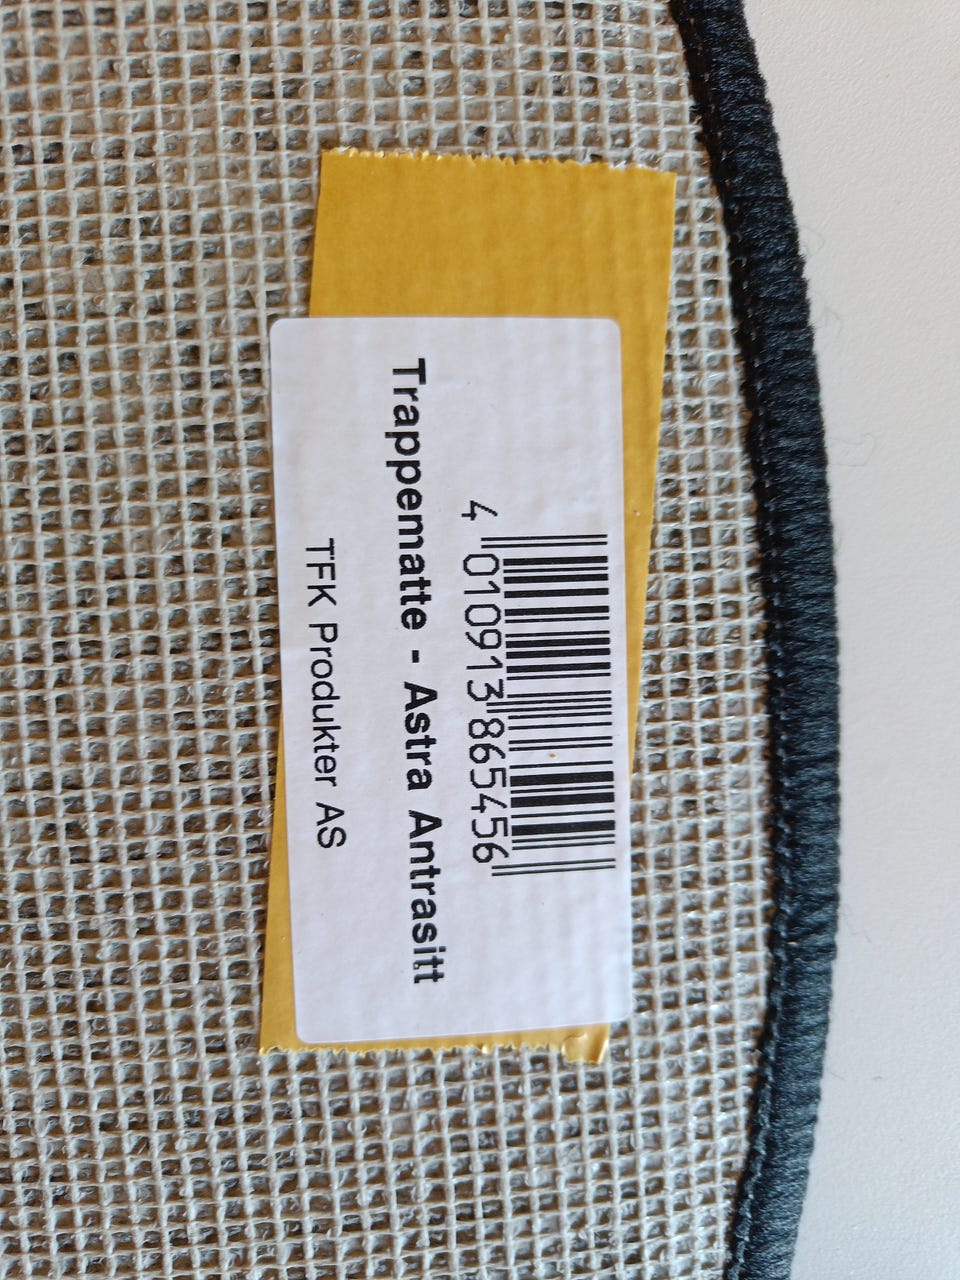 4 010913 865456
Trappematte - Astra Antrasitt
TFK Produkter AS